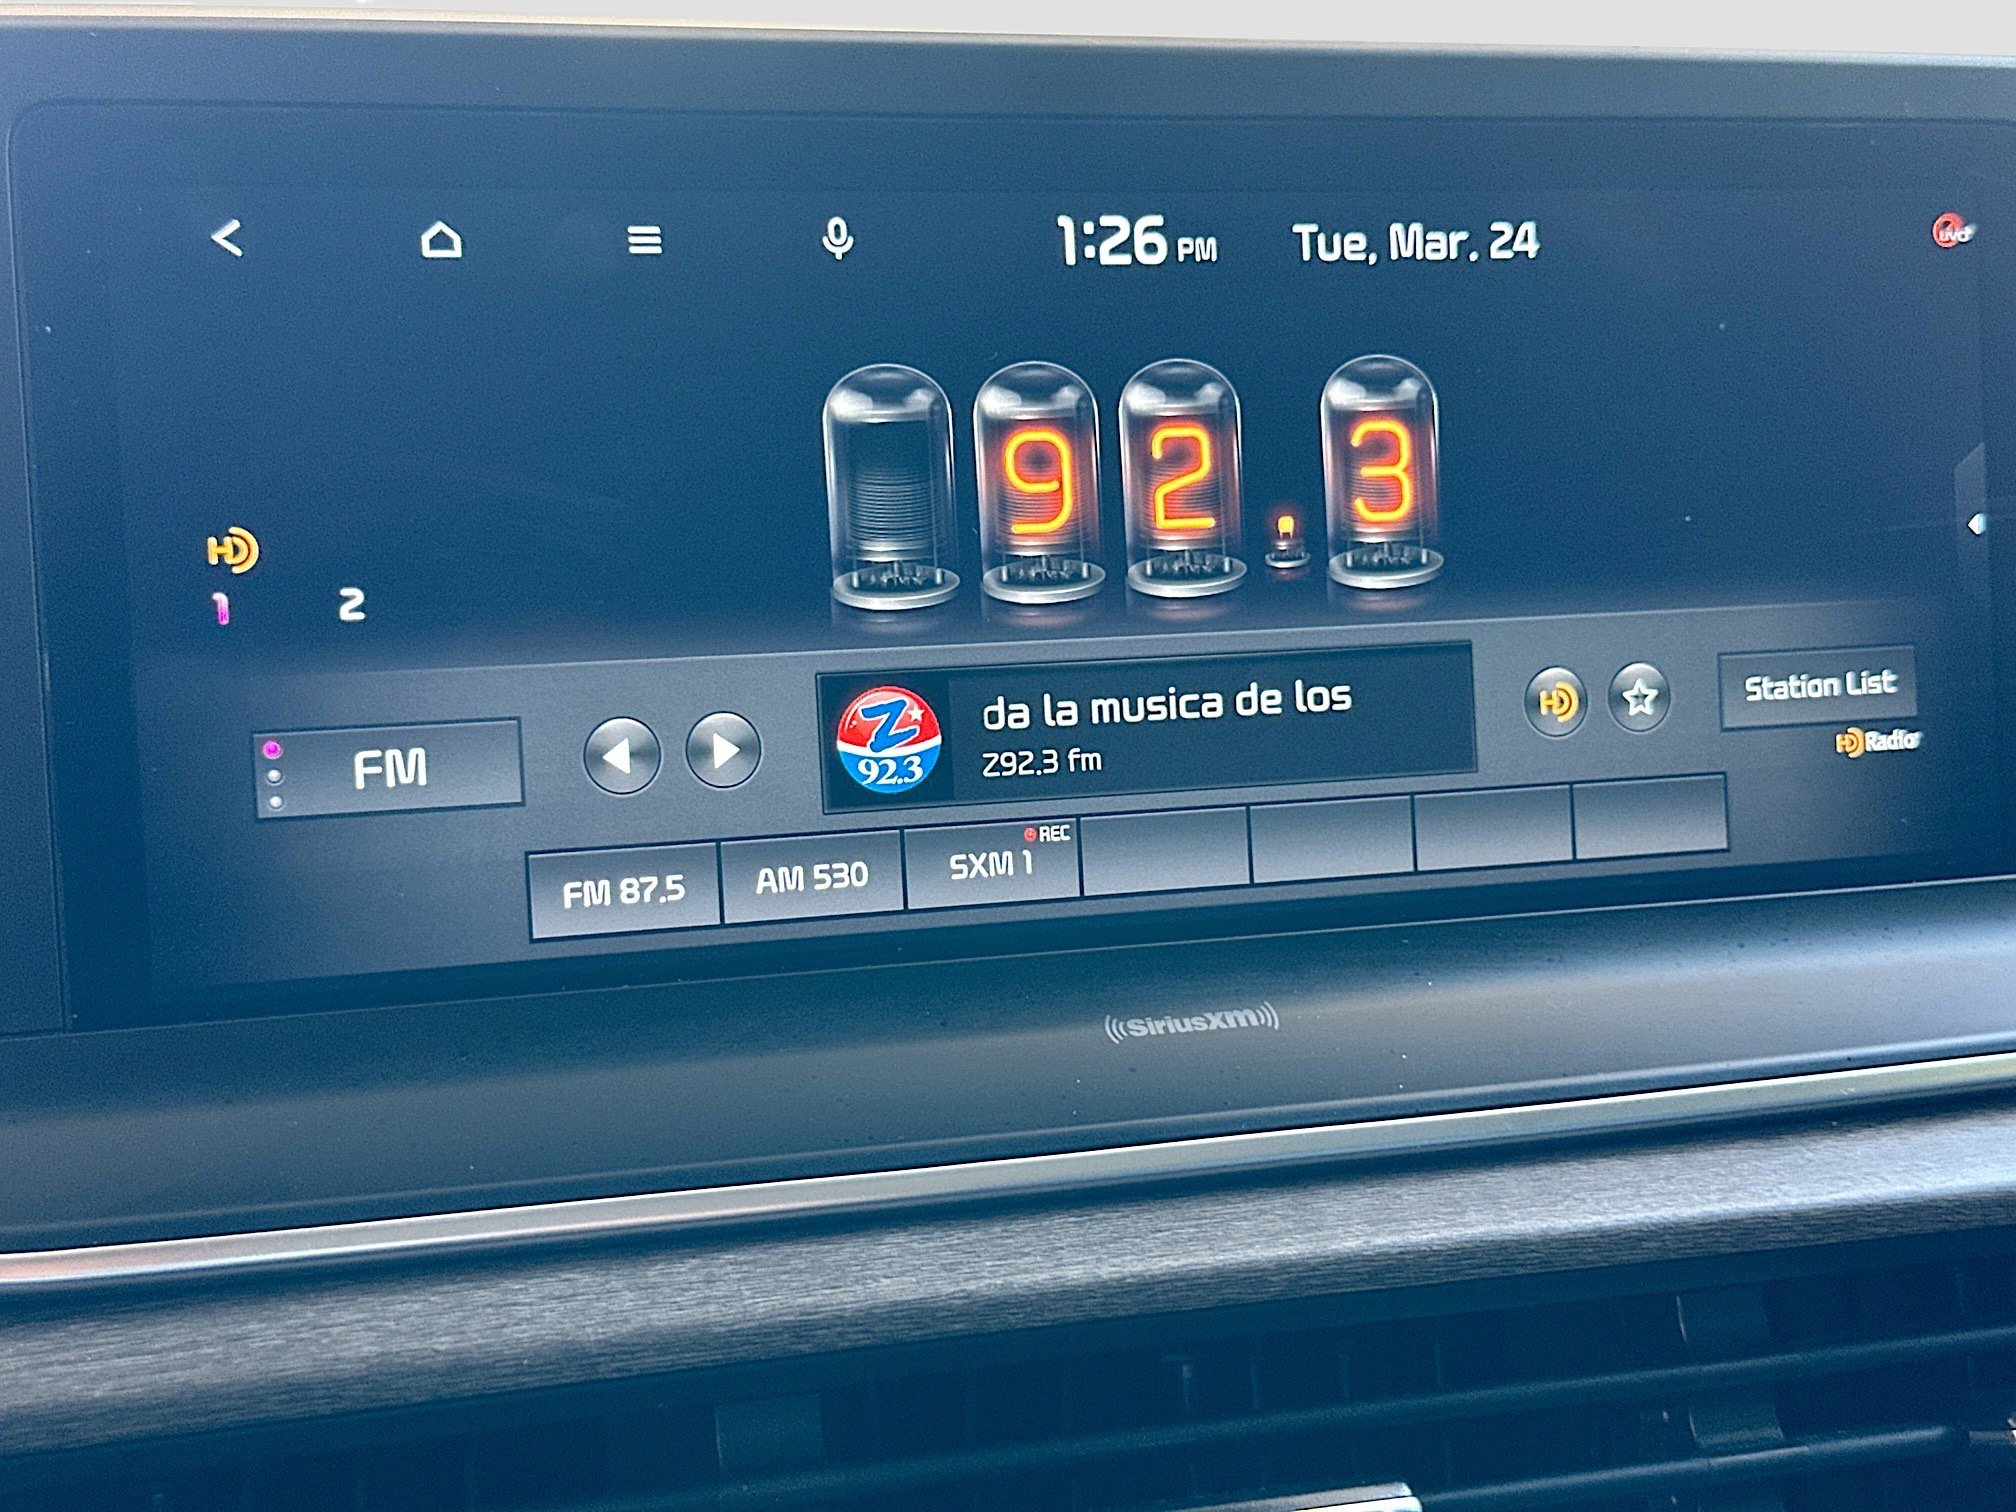 1:26 PM Tue, Mar. 24
UVO
92.3
HD
1 2
FM
Z 92.3
da la musica de los
Z92.3 fm
HD
Station List
HD Radio
FM 87.5
AM 530
REC
SXM 1
((SiriusXM))